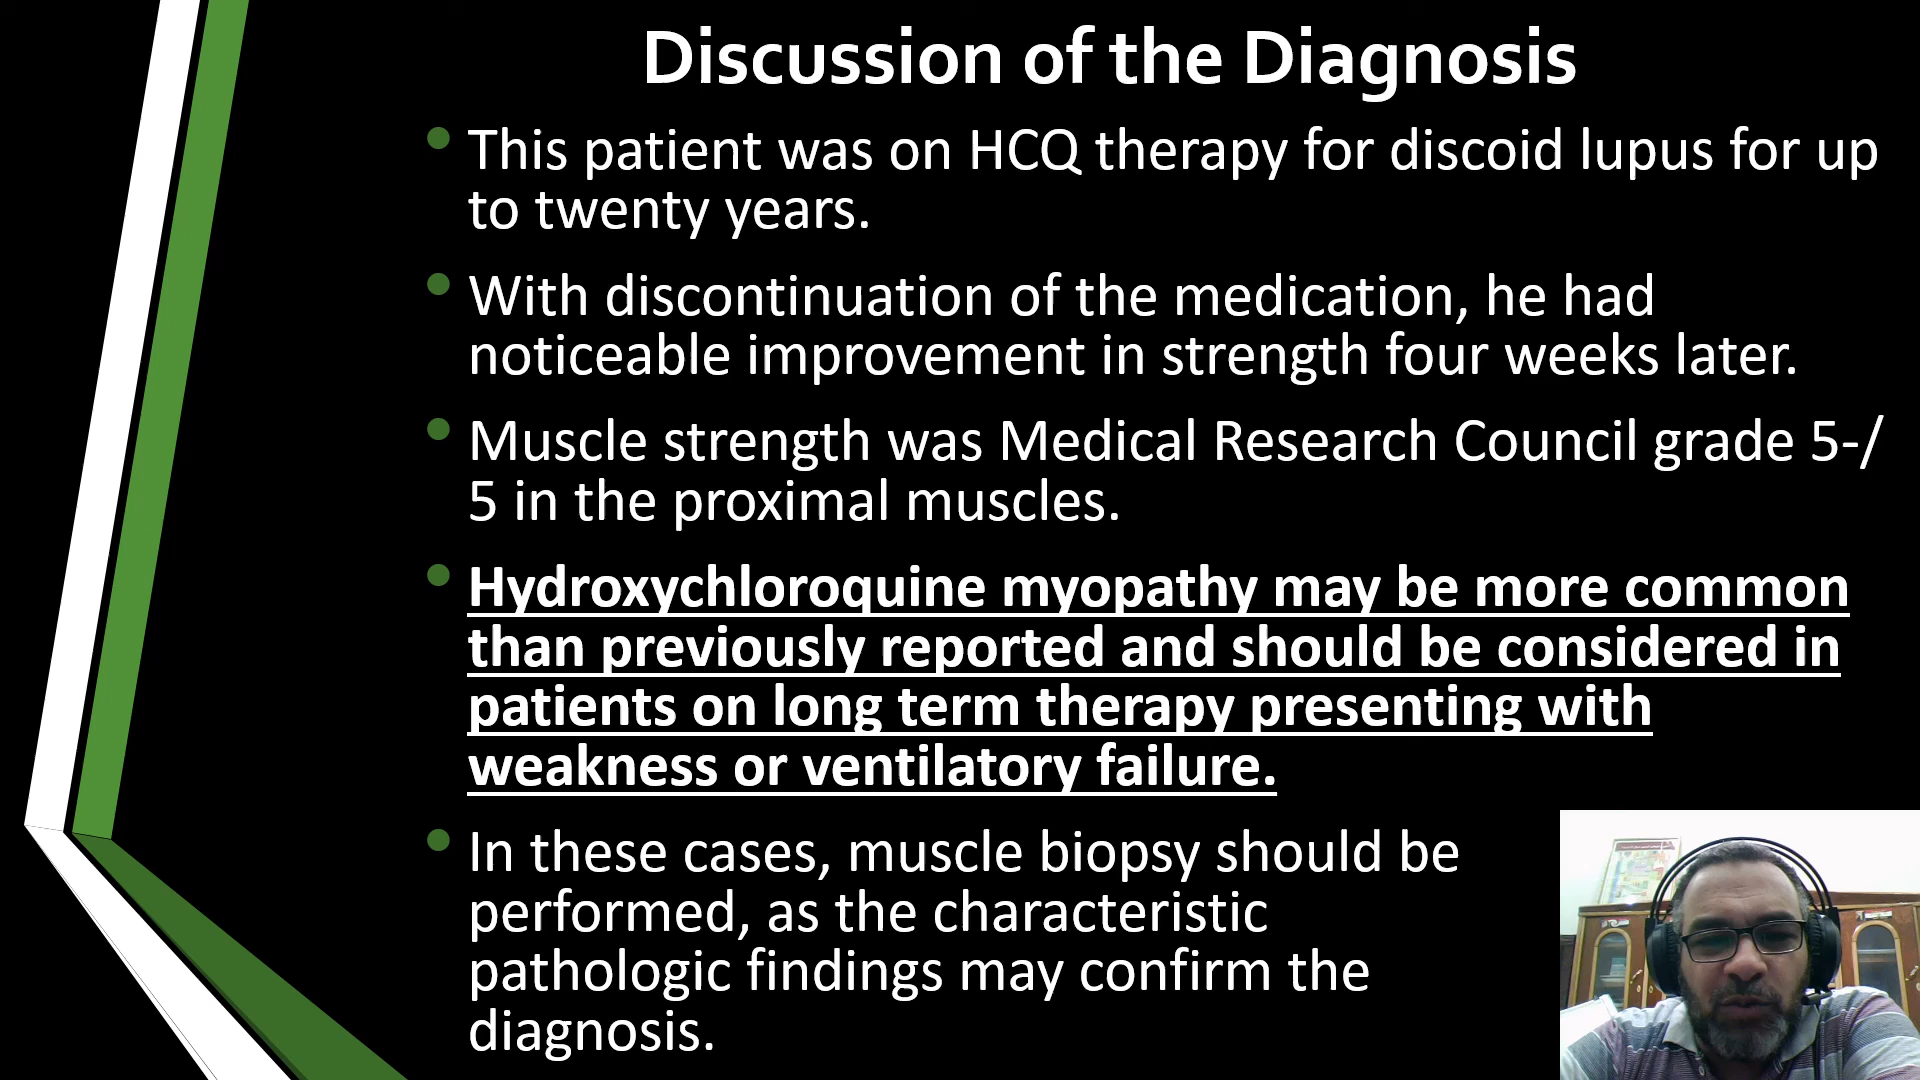 Discussion of the Diagnosis
This patient was on HCQ therapy for discoid lupus for up
to twenty years.
With discontinuation of the medication, he had
noticeable improvement in strength four weeks later.
Muscle strength was Medical Research Council grade 5-/
5 in the proximal muscles.
Hydroxychloroquine myopathy may be more common
than previously reported and should be considered in
patients on long term therapy presenting with
weakness or ventilatory failure.
In these cases, muscle biopsy should be
performed, as the characteristic
pathologic findings may confirm the
diagnosis.